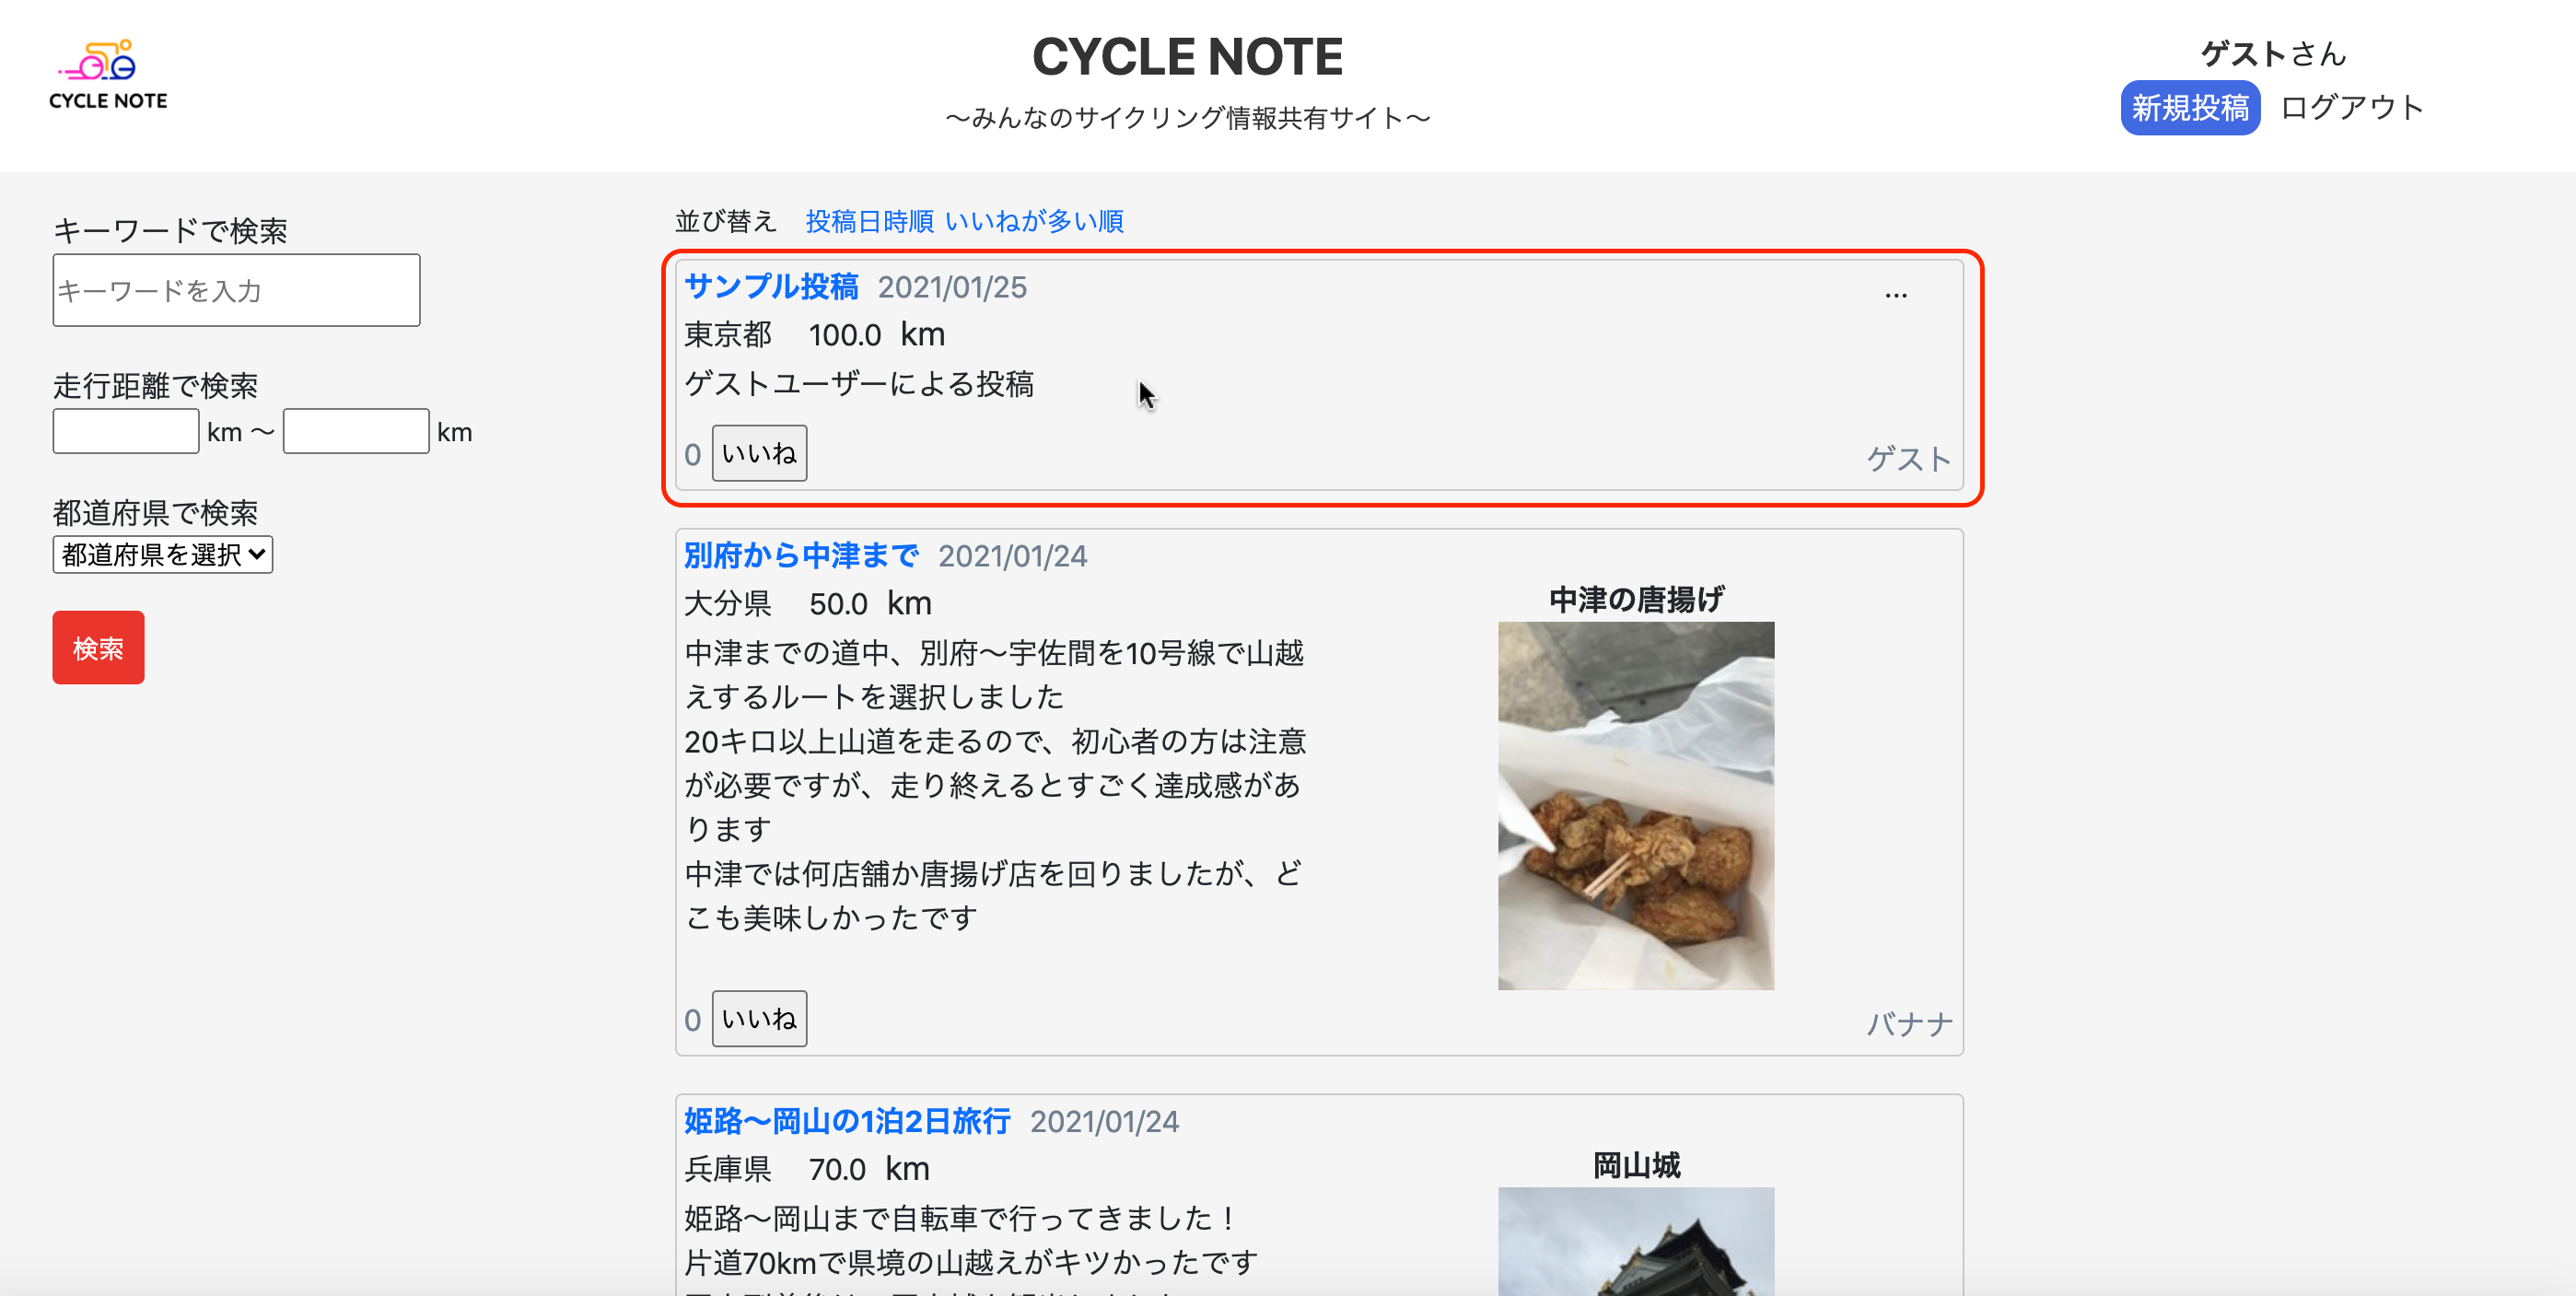 CYCLE NOTE
CYCLE NOTE
〜みんなのサイクリング情報共有サイト〜
ゲストさん
新規投稿 ログアウト
キーワードで検索
キーワードを入力
走行距離で検索
km 〜 km
都道府県で検索
都道府県を選択
検索
並び替え 投稿日時順 いいねが多い順
サンプル投稿 2021/01/25 ...
東京都 100.0 km
ゲストユーザーによる投稿
0 いいね ゲスト
別府から中津まで 2021/01/24
大分県 50.0 km
中津までの道中、別府〜宇佐間を10号線で山越
えするルートを選択しました
20キロ以上山道を走るので、初心者の方は注意
が必要ですが、走り終えるとすごく達成感があ
ります
中津では何店舗か唐揚げ店を回りましたが、ど
こも美味しかったです
中津の唐揚げ
0 いいね バナナ
姫路〜岡山の1泊2日旅行 2021/01/24
兵庫県 70.0 km
姫路〜岡山まで自転車で行ってきました！
片道70kmで県境の山越えがキツかったです
岡山城